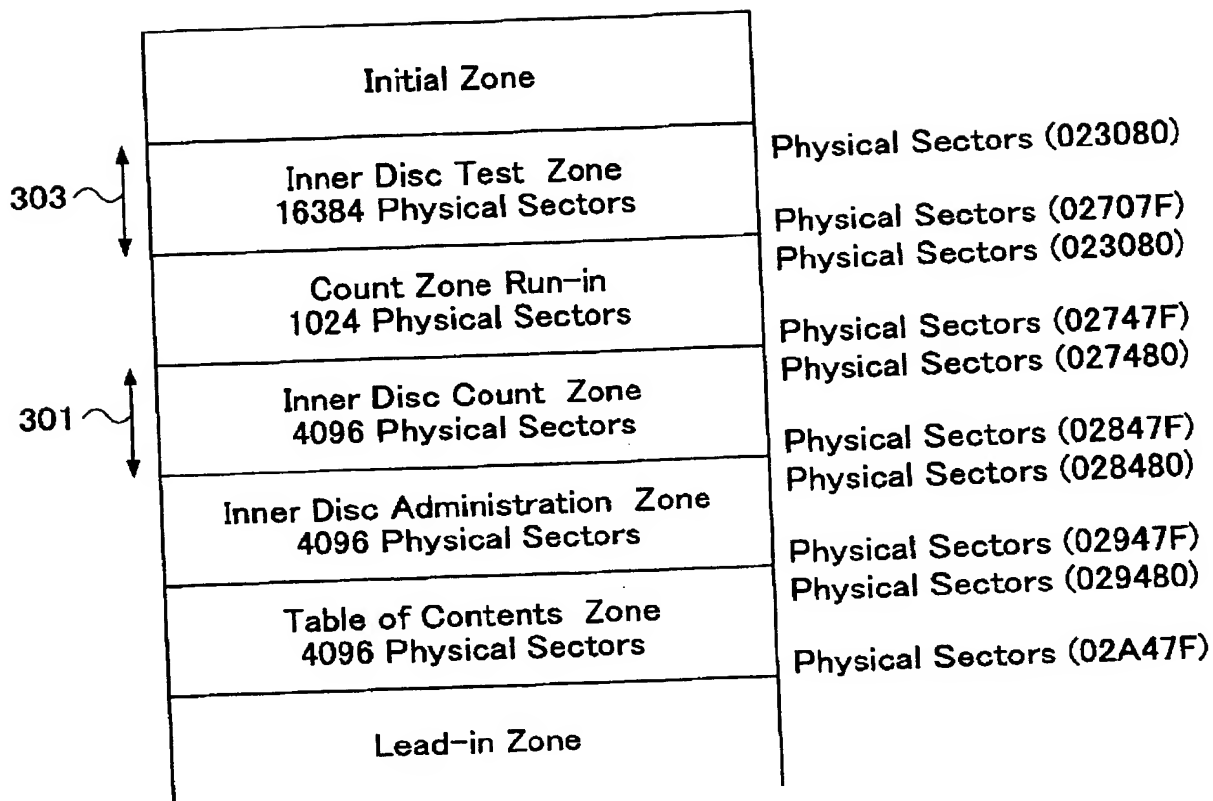 Initial Zone
Physical Sectors (023080)
303
Inner Disc Test Zone
16384 Physical Sectors
Physical Sectors (02707F)
Physical Sectors (023080)
Count Zone Run-in
1024 Physical Sectors
Physical Sectors (02747F)
Physical Sectors (027480)
301
Inner Disc Count Zone
4096 Physical Sectors
Physical Sectors (02847F)
Physical Sectors (028480)
Inner Disc Administration Zone
4096 Physical Sectors
Physical Sectors (02947F)
Physical Sectors (029480)
Table of Contents Zone
4096 Physical Sectors
Physical Sectors (02A47F)
Lead-in Zone